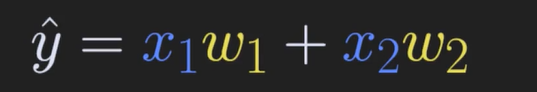 ŷ = x₁w₁ + x₂w₂